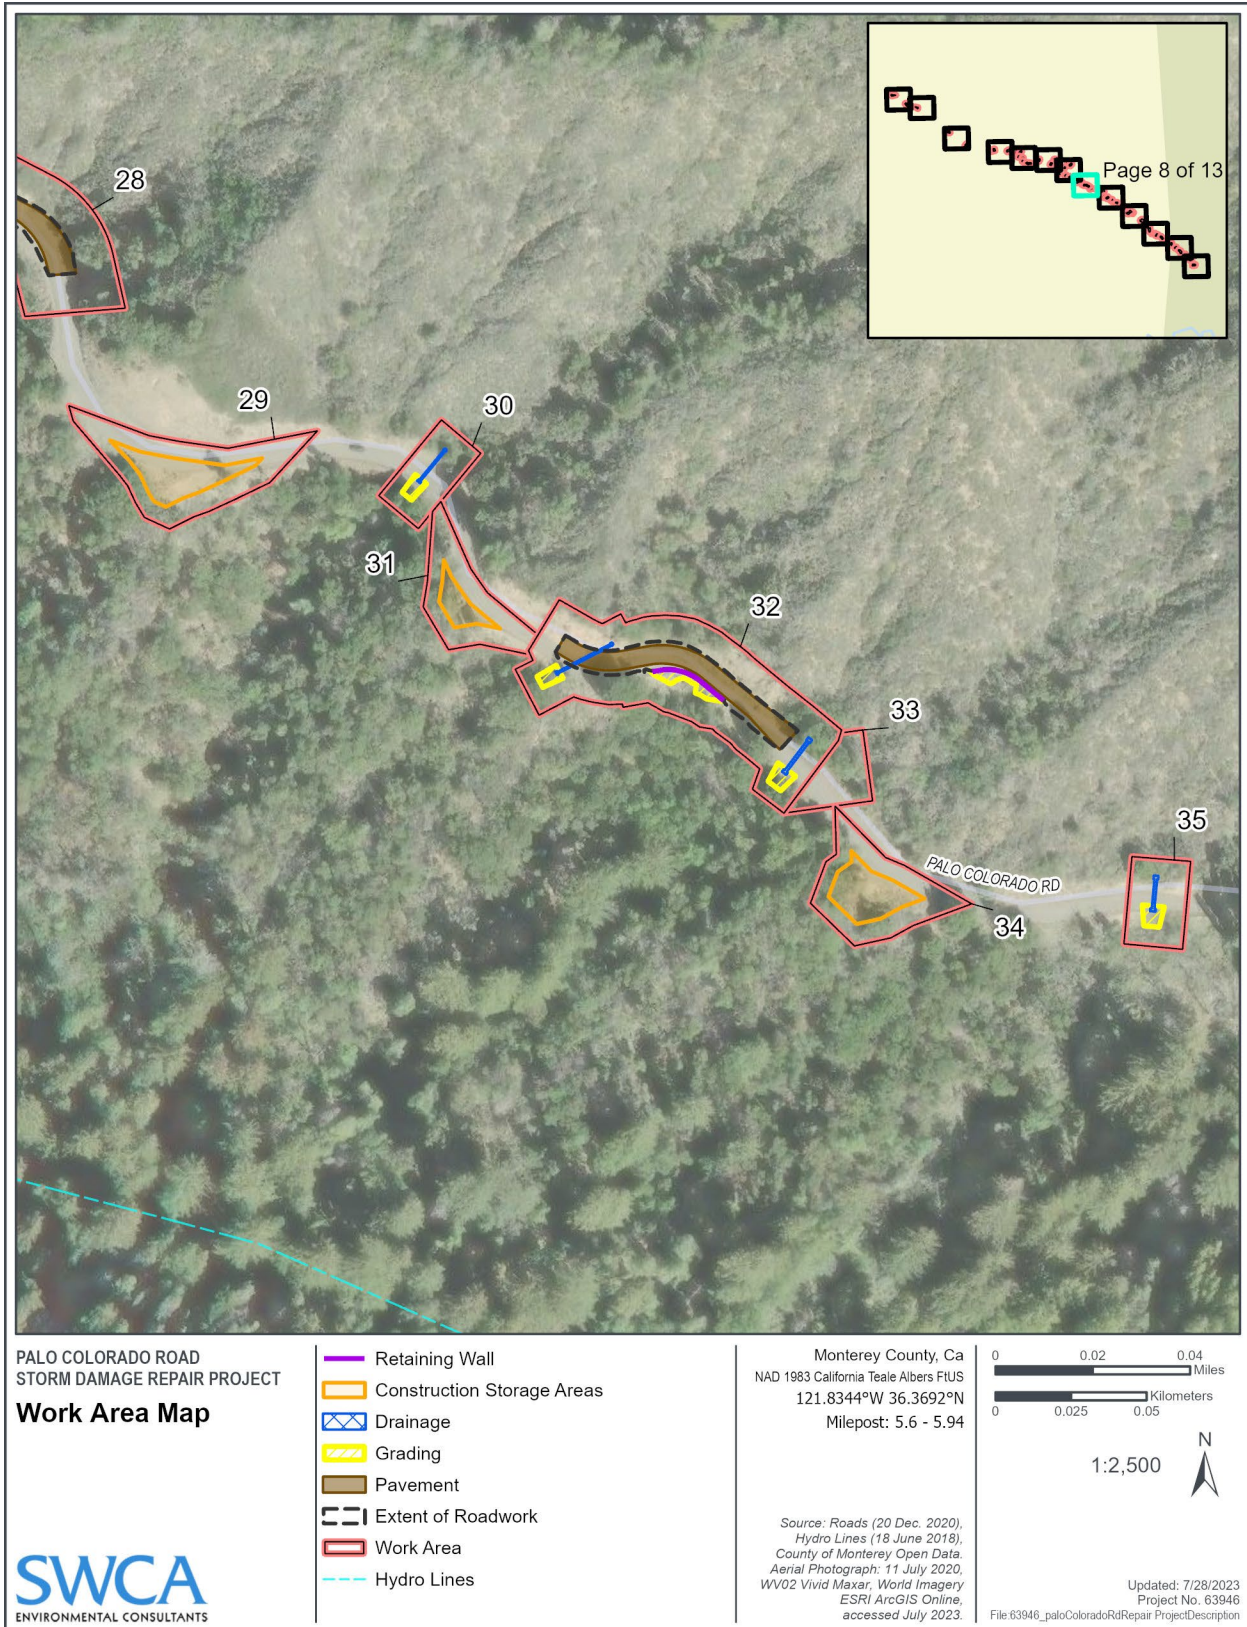 Page 8 of 13
28
29
30
31
32
33
PALO COLORADO RD
35
34
PALO COLORADO ROAD
STORM DAMAGE REPAIR PROJECT
Work Area Map
SWCA
ENVIRONMENTAL CONSULTANTS
Retaining Wall
Construction Storage Areas
Drainage
Grading
Pavement
Extent of Roadwork
Work Area
Hydro Lines
Monterey County, Ca
NAD 1983 California Teale Albers FtUS
121.8344°W 36.3692°N
Milepost: 5.6 - 5.94
Source: Roads (20 Dec. 2020),
Hydro Lines (18 June 2018),
County of Monterey Open Data.
Aerial Photograph: 11 July 2020,
WV02 Vivid Maxar, World Imagery
ESRI ArcGIS Online,
accessed July 2023.
0 0.02 0.04
Miles
Kilometers
0 0.025 0.05
N
1:2,500
Updated: 7/28/2023
Project No. 63946
File:63946_paloColoradoRdRepair ProjectDescription